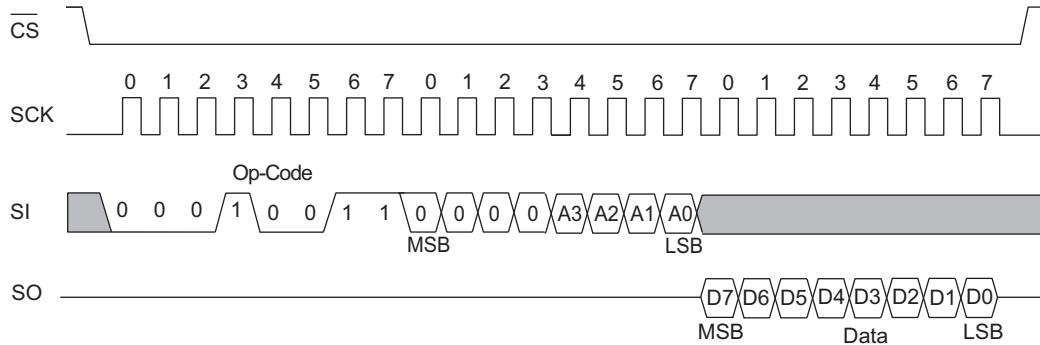 CS
0 1 2 3 4 5 6 7 0 1 2 3 4 5 6 7 0 1 2 3 4 5 6 7
SCK
Op-Code
SI 0 0 0 1 0 0 1 1 0 0 0 0 A3 A2 A1 A0
MSB LSB
SO D7 D6 D5 D4 D3 D2 D1 D0
MSB Data LSB